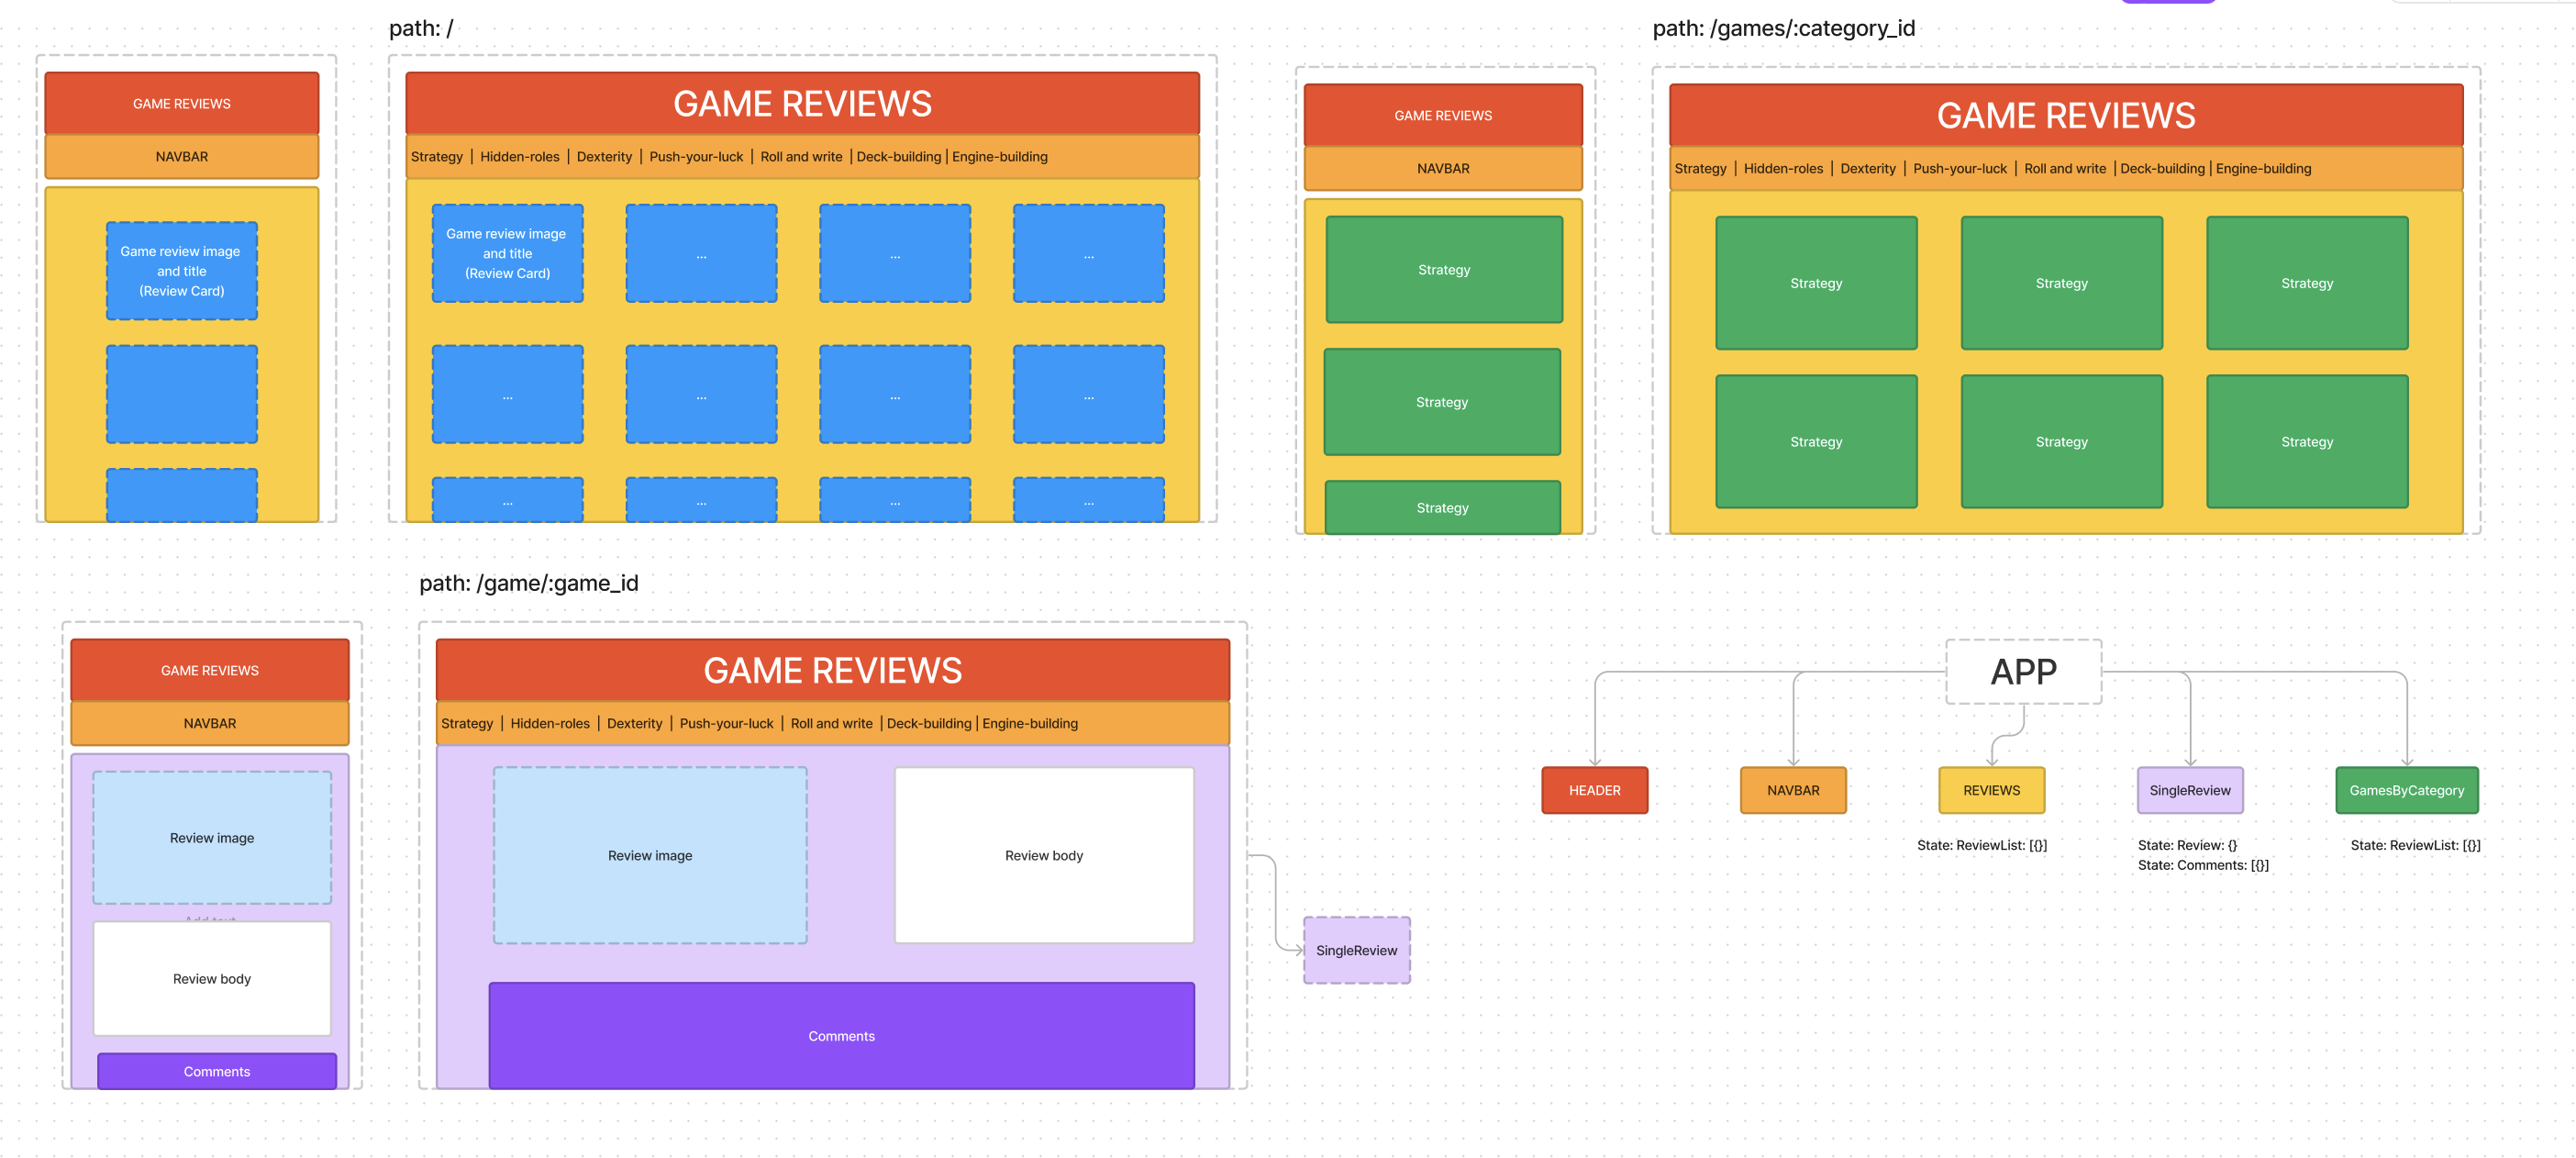 path: /
GAME REVIEWS
NAVBAR
Game review image
and title
(Review Card)
GAME REVIEWS
Strategy | Hidden-roles | Dexterity | Push-your-luck | Roll and write | Deck-building | Engine-building
Game review image
and title
(Review Card)
... ... ...
... ... ... ...
... ... ... ...
path: /games/:category_id
GAME REVIEWS
NAVBAR
Strategy
Strategy
Strategy
GAME REVIEWS
Strategy | Hidden-roles | Dexterity | Push-your-luck | Roll and write | Deck-building | Engine-building
Strategy Strategy Strategy
Strategy Strategy Strategy
path: /game/:game_id
GAME REVIEWS
NAVBAR
Review image
Add text
Review body
Comments
GAME REVIEWS
Strategy | Hidden-roles | Dexterity | Push-your-luck | Roll and write | Deck-building | Engine-building
Review image
Review body
Comments
SingleReview
APP
HEADER
NAVBAR
REVIEWS
State: ReviewList: [{}]
SingleReview
State: Review: {}
State: Comments: [{}]
GamesByCategory
State: ReviewList: [{}]